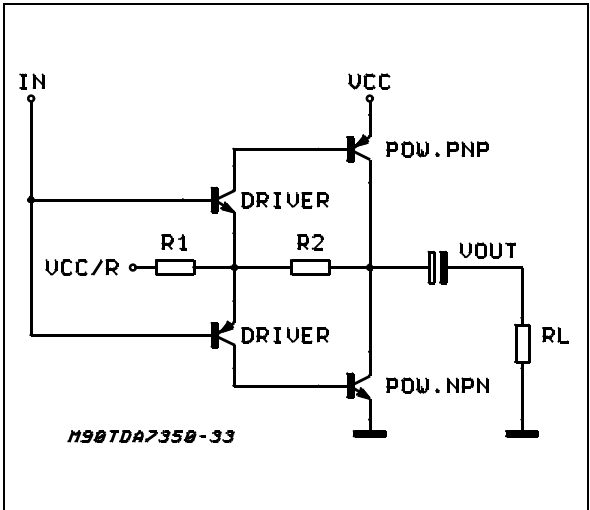 IN
VCC
POW.PNP
DRIVER
R1
R2
VCC/R
VOUT
DRIVER
RL
POW.NPN
M90TDA7350-33